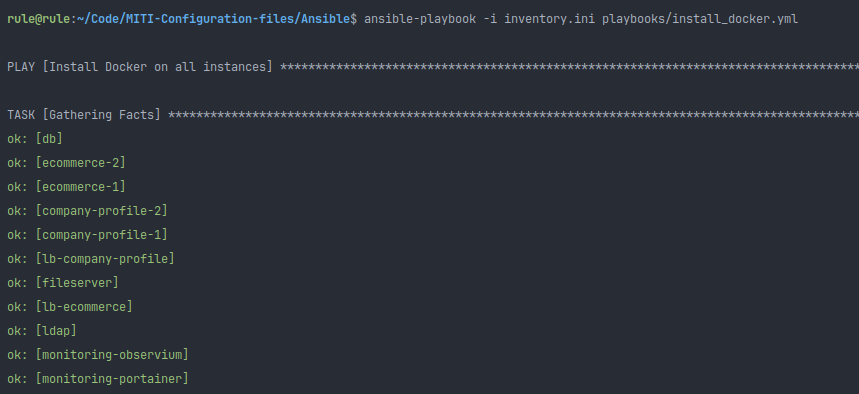 rule@rule:~/Code/MITI-Configuration-files/Ansible$ ansible-playbook -i inventory.ini playbooks/install_docker.yml
PLAY [Install Docker on all instances] ***********************************************************************************
TASK [Gathering Facts] ***************************************************************************************************
ok: [db]
ok: [ecommerce-2]
ok: [ecommerce-1]
ok: [company-profile-2]
ok: [company-profile-1]
ok: [lb-company-profile]
ok: [fileserver]
ok: [lb-ecommerce]
ok: [ldap]
ok: [monitoring-observium]
ok: [monitoring-portainer]